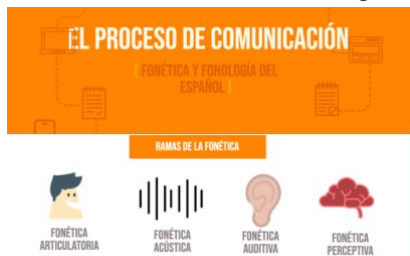 EL PROCESO DE COMUNICACIÓN
[ FONÉTICA Y FONOLOGÍA DEL
ESPAÑOL ]
RAMAS DE LA FONÉTICA
FONÉTICA
ARTICULATORIA
FONÉTICA
ACÚSTICA
FONÉTICA
AUDITIVA
FONÉTICA
PERCEPTIVA